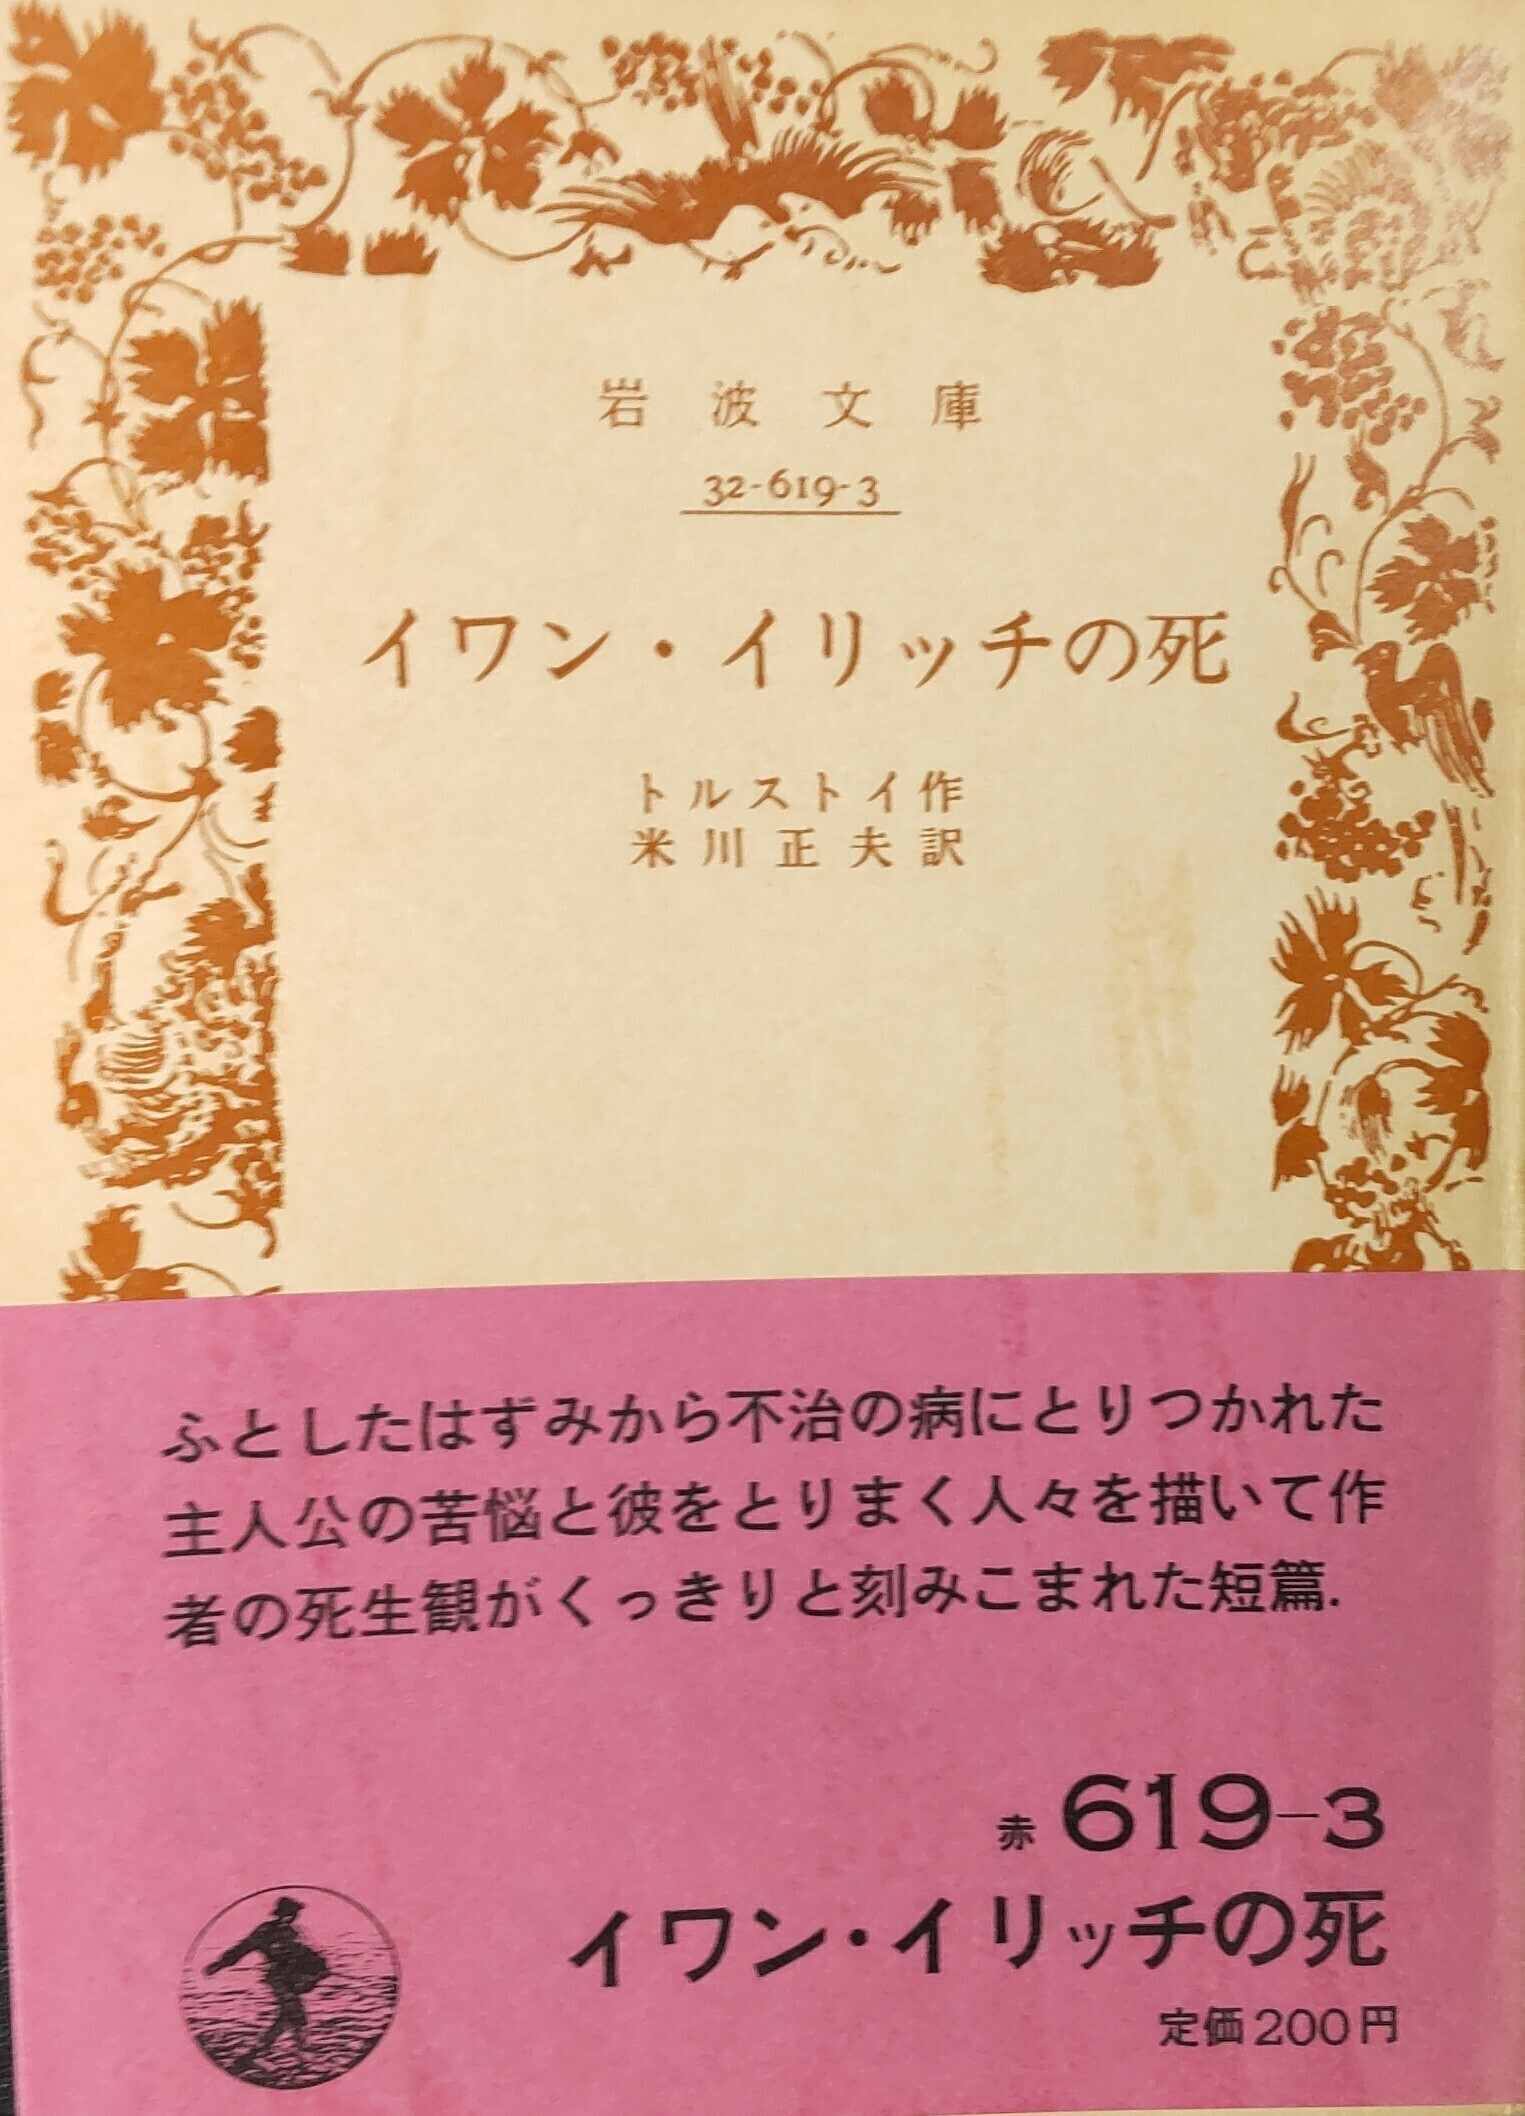 岩波文庫
32-619-3
イワン・イリッチの死
トルストイ作
米川正夫訳
ふとしたはずみから不治の病にとりつかれた
主人公の苦悩と彼をとりまく人々を描いて作
者の死生観がくっきりと刻みこまれた短篇.
赤 619-3
イワン・イリッチの死
定価200円